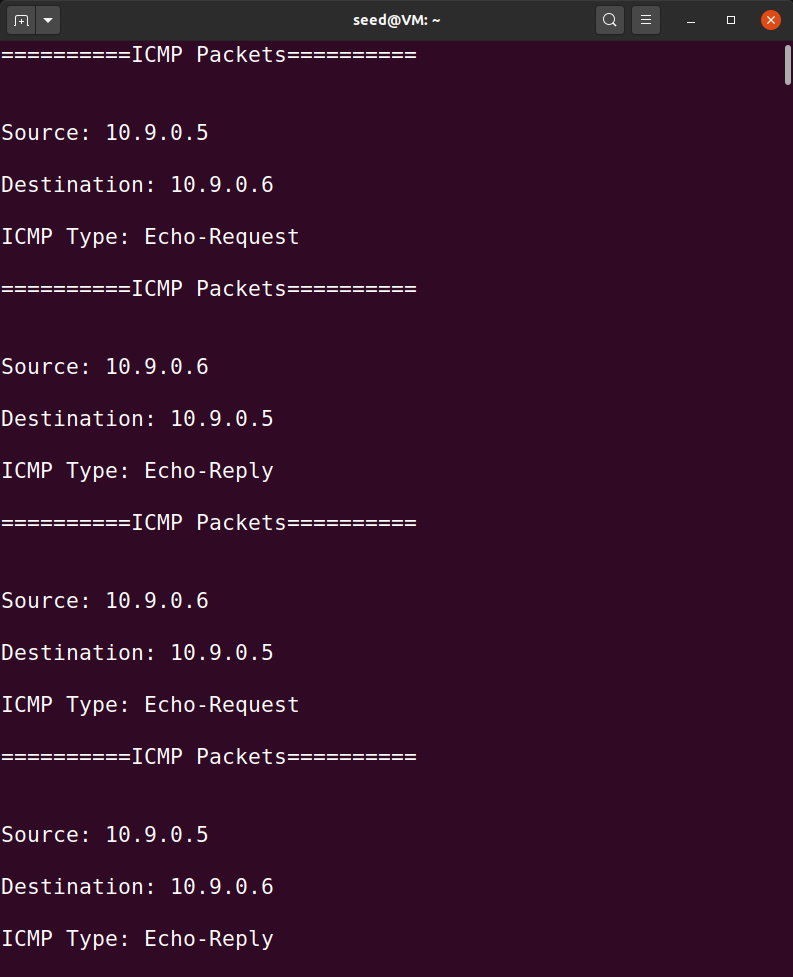 seed@VM: ~
==========ICMP Packets==========
Source: 10.9.0.5
Destination: 10.9.0.6
ICMP Type: Echo-Request
==========ICMP Packets==========
Source: 10.9.0.6
Destination: 10.9.0.5
ICMP Type: Echo-Reply
==========ICMP Packets==========
Source: 10.9.0.6
Destination: 10.9.0.5
ICMP Type: Echo-Request
==========ICMP Packets==========
Source: 10.9.0.5
Destination: 10.9.0.6
ICMP Type: Echo-Reply